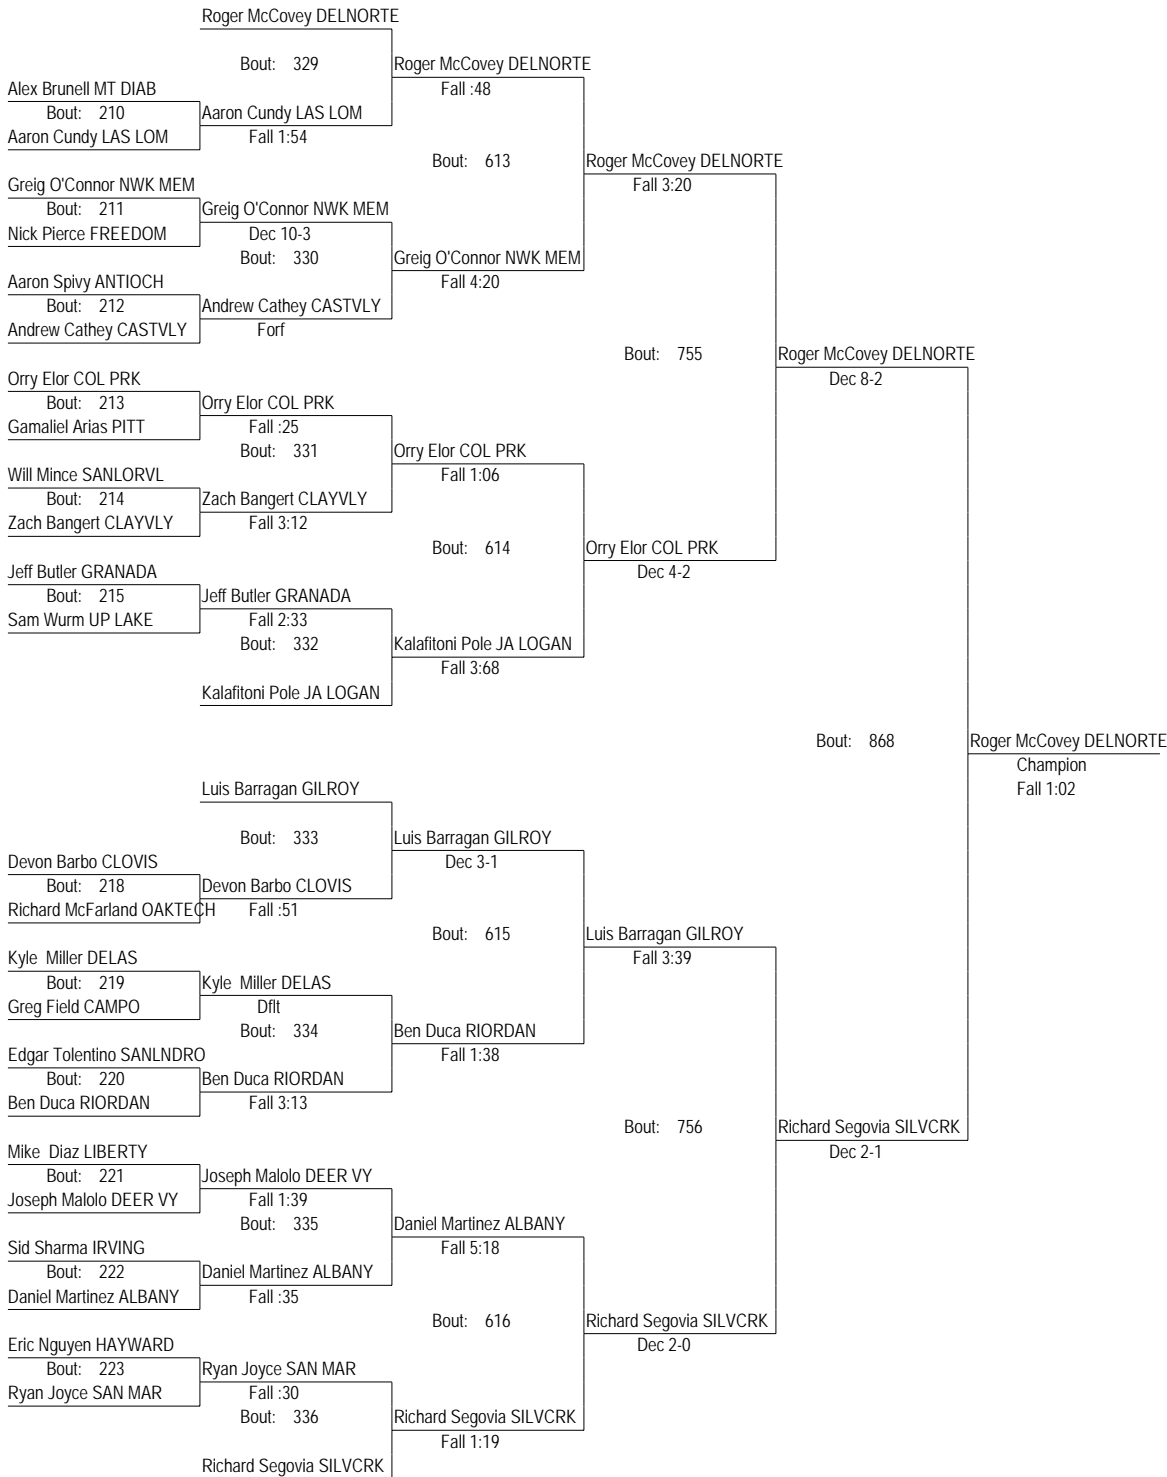 Roger McCovey DELNORTE
Bout: 329
Roger McCovey DELNORTE
Alex Brunell MT DIAB
Fall :48
Bout: 210
Aaron Cundy LAS LOM
Aaron Cundy LAS LOM
Fall 1:54
Bout: 613
Roger McCovey DELNORTE
Greig O'Connor NWK MEM
Fall 3:20
Bout: 211
Greig O'Connor NWK MEM
Nick Pierce FREEDOM
Dec 10-3
Bout: 330
Greig O'Connor NWK MEM
Aaron Spivy ANTIOCH
Fall 4:20
Bout: 212
Andrew Cathey CASTVLY
Andrew Cathey CASTVLY
Forf
Bout: 755
Roger McCovey DELNORTE
Orry Elor COL PRK
Dec 8-2
Bout: 213
Orry Elor COL PRK
Gamaliel Arias PITT
Fall :25
Bout: 331
Orry Elor COL PRK
Will Mince SANLORVL
Fall 1:06
Bout: 214
Zach Bangert CLAYVLY
Zach Bangert CLAYVLY
Fall 3:12
Bout: 614
Orry Elor COL PRK
Jeff Butler GRANADA
Dec 4-2
Bout: 215
Jeff Butler GRANADA
Sam Wurm UP LAKE
Fall 2:33
Bout: 332
Kalafitoni Pole JA LOGAN
Fall 3:68
Kalafitoni Pole JA LOGAN
Bout: 868
Roger McCovey DELNORTE
Champion
Fall 1:02
Luis Barragan GILROY
Bout: 333
Luis Barragan GILROY
Devon Barbo CLOVIS
Dec 3-1
Bout: 218
Devon Barbo CLOVIS
Richard McFarland OAKTECH
Fall :51
Bout: 615
Luis Barragan GILROY
Kyle  Miller DELAS
Fall 3:39
Bout: 219
Kyle  Miller DELAS
Greg Field CAMPO
Dflt
Bout: 334
Ben Duca RIORDAN
Edgar Tolentino SANLNDRO
Fall 1:38
Bout: 220
Ben Duca RIORDAN
Ben Duca RIORDAN
Fall 3:13
Bout: 756
Richard Segovia SILVCRK
Mike  Diaz LIBERTY
Dec 2-1
Bout: 221
Joseph Malolo DEER VY
Joseph Malolo DEER VY
Fall 1:39
Bout: 335
Daniel Martinez ALBANY
Sid Sharma IRVING
Fall 5:18
Bout: 222
Daniel Martinez ALBANY
Daniel Martinez ALBANY
Fall :35
Bout: 616
Richard Segovia SILVCRK
Eric Nguyen HAYWARD
Dec 2-0
Bout: 223
Ryan Joyce SAN MAR
Ryan Joyce SAN MAR
Fall :30
Bout: 336
Richard Segovia SILVCRK
Fall 1:19
Richard Segovia SILVCRK